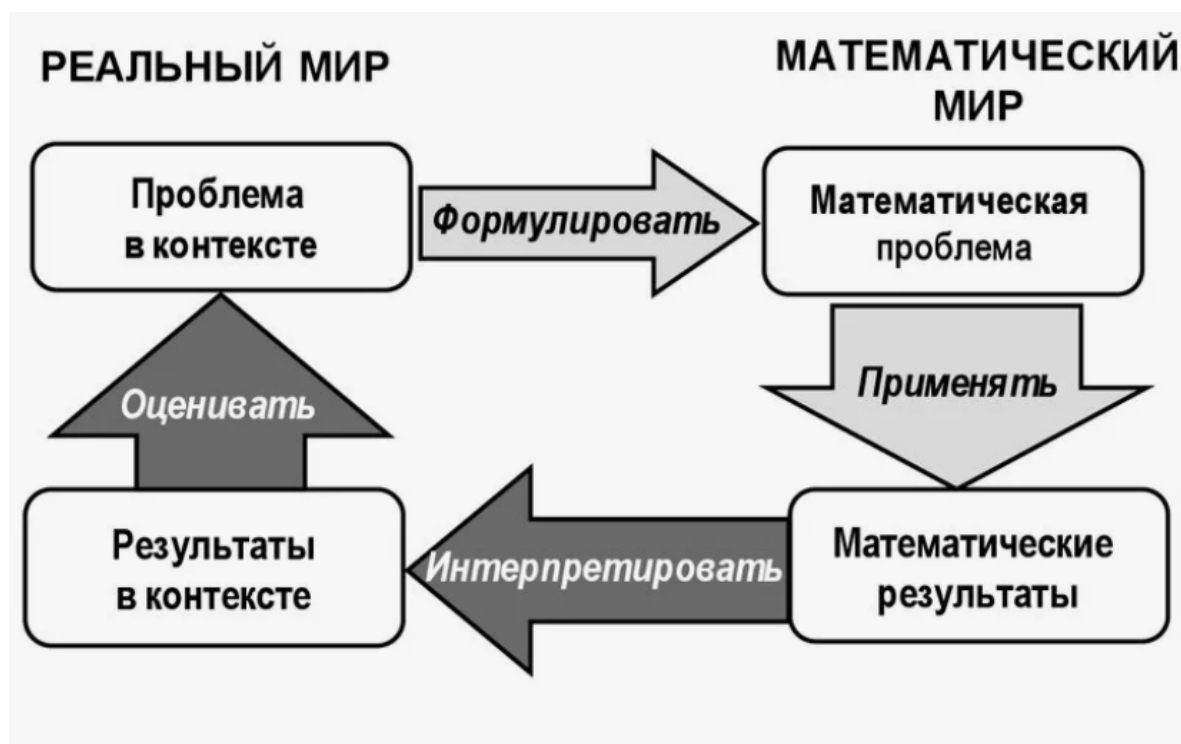 РЕАЛЬНЫЙ МИР
МАТЕМАТИЧЕСКИЙ
МИР
Проблема
в контексте
Формулировать
Математическая
проблема
Оценивать
Применять
Результаты
в контексте
Интерпретировать
Математические
результаты